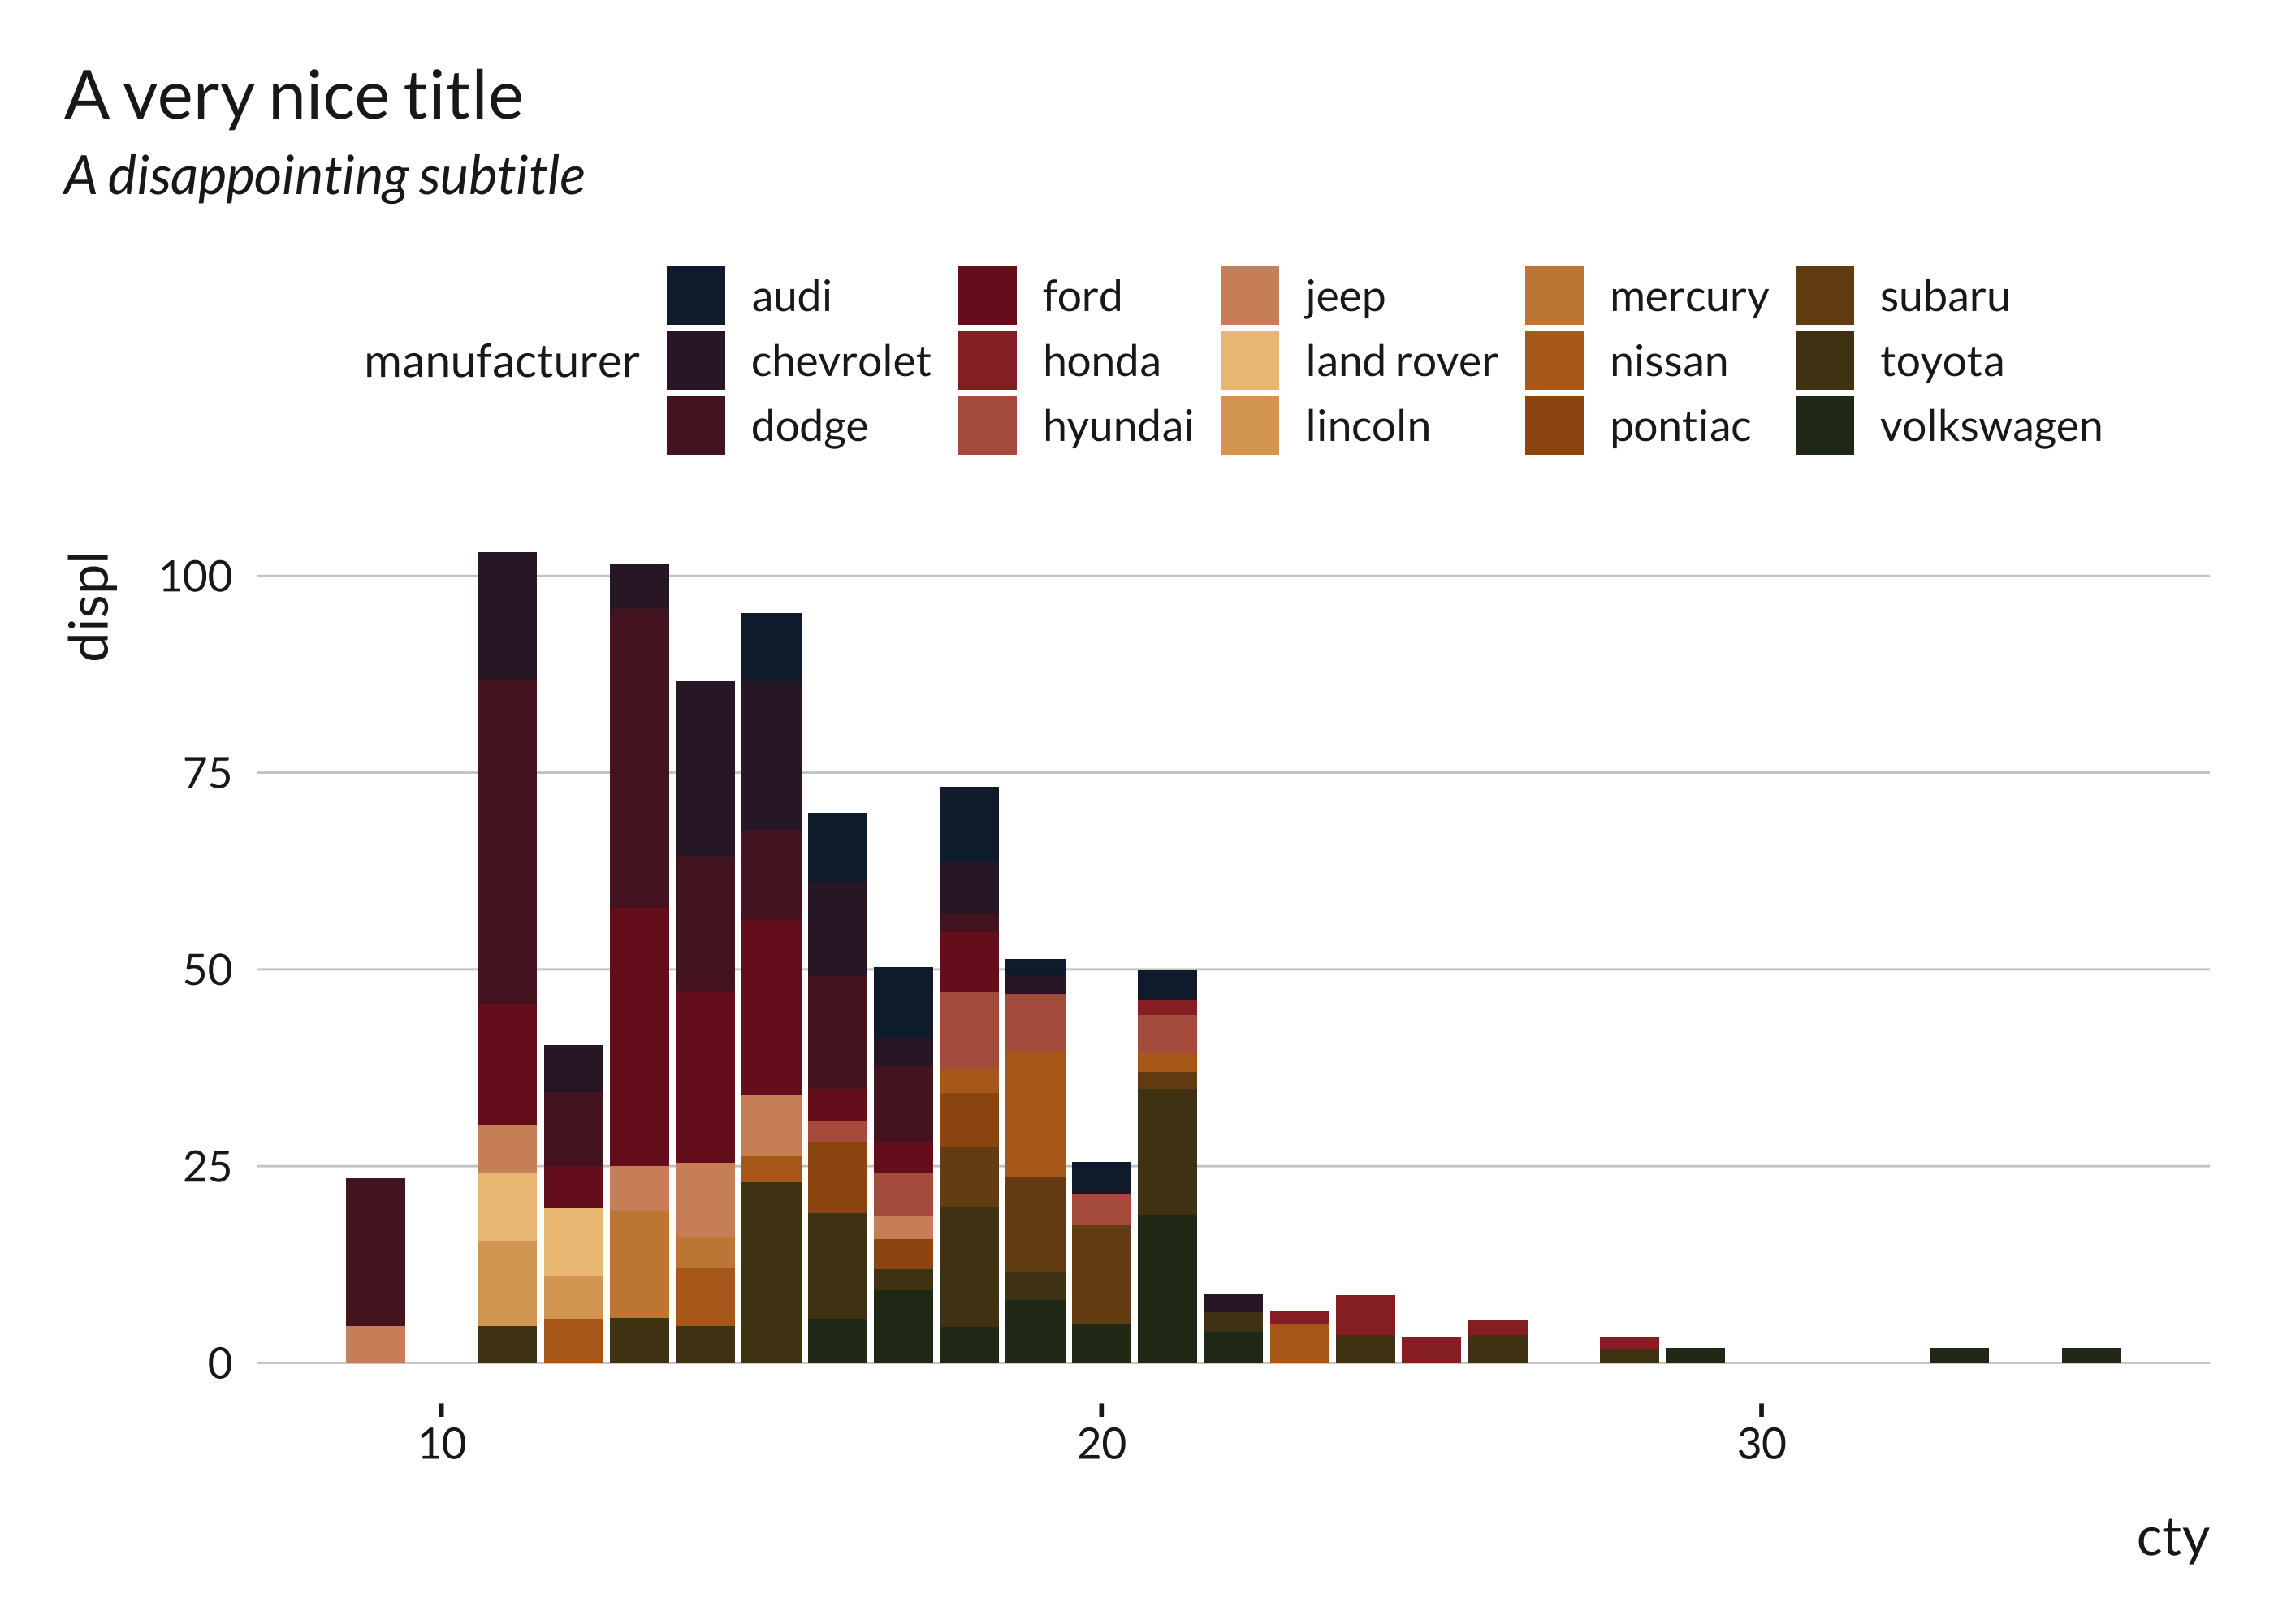 A very nice title
A disappointing subtitle
audi ford jeep mercury subaru
manufacturer chevrolet honda land rover nissan toyota
dodge hyundai lincoln pontiac volkswagen
displ
100
75
50
25
0
10 20 30
cty